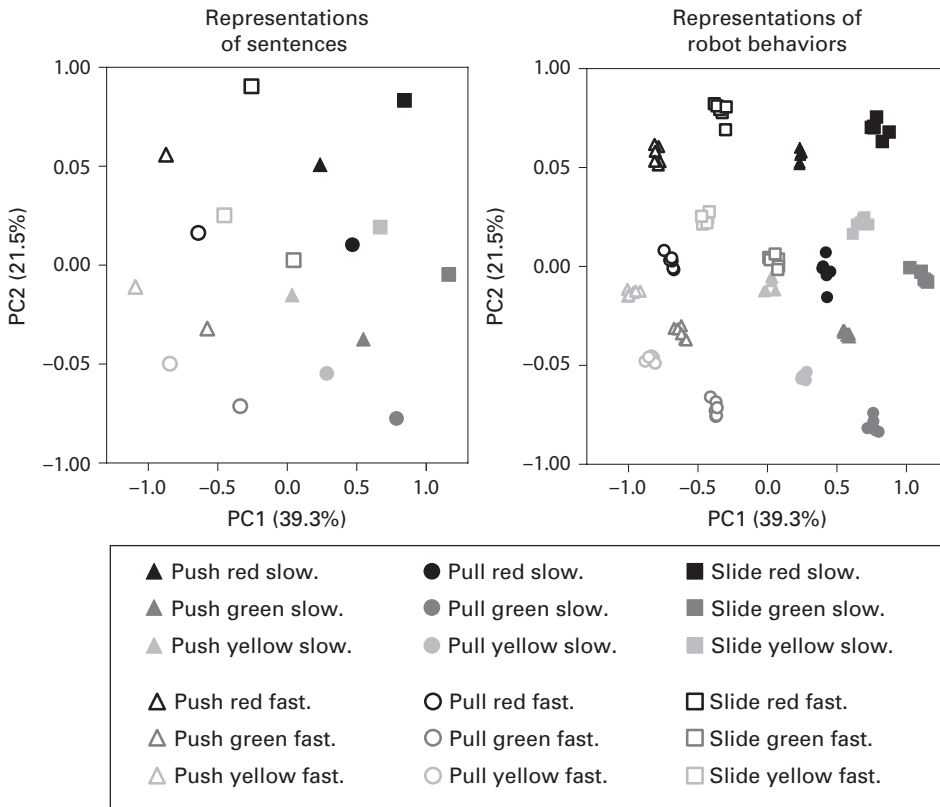 Representations
of sentences
Representations of
robot behaviors
1.00
0.05
0.00
−0.05
−1.00
PC2 (21.5%)
−1.0
−0.5
0.0
0.5
1.0
PC1 (39.3%)
1.00
0.05
0.00
−0.05
−1.00
PC2 (21.5%)
−1.0
−0.5
0.0
0.5
1.0
PC1 (39.3%)
Push red slow.
Pull red slow.
Slide red slow.
Push green slow.
Pull green slow.
Slide green slow.
Push yellow slow.
Pull yellow slow.
Slide yellow slow.
Push red fast.
Pull red fast.
Slide red fast.
Push green fast.
Pull green fast.
Slide green fast.
Push yellow fast.
Pull yellow fast.
Slide yellow fast.